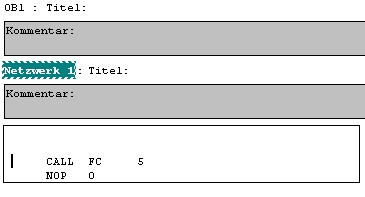 OB1 : Titel:
Kommentar:
Netzwerk 1: Titel:
Kommentar:
CALL FC 5
NOP 0